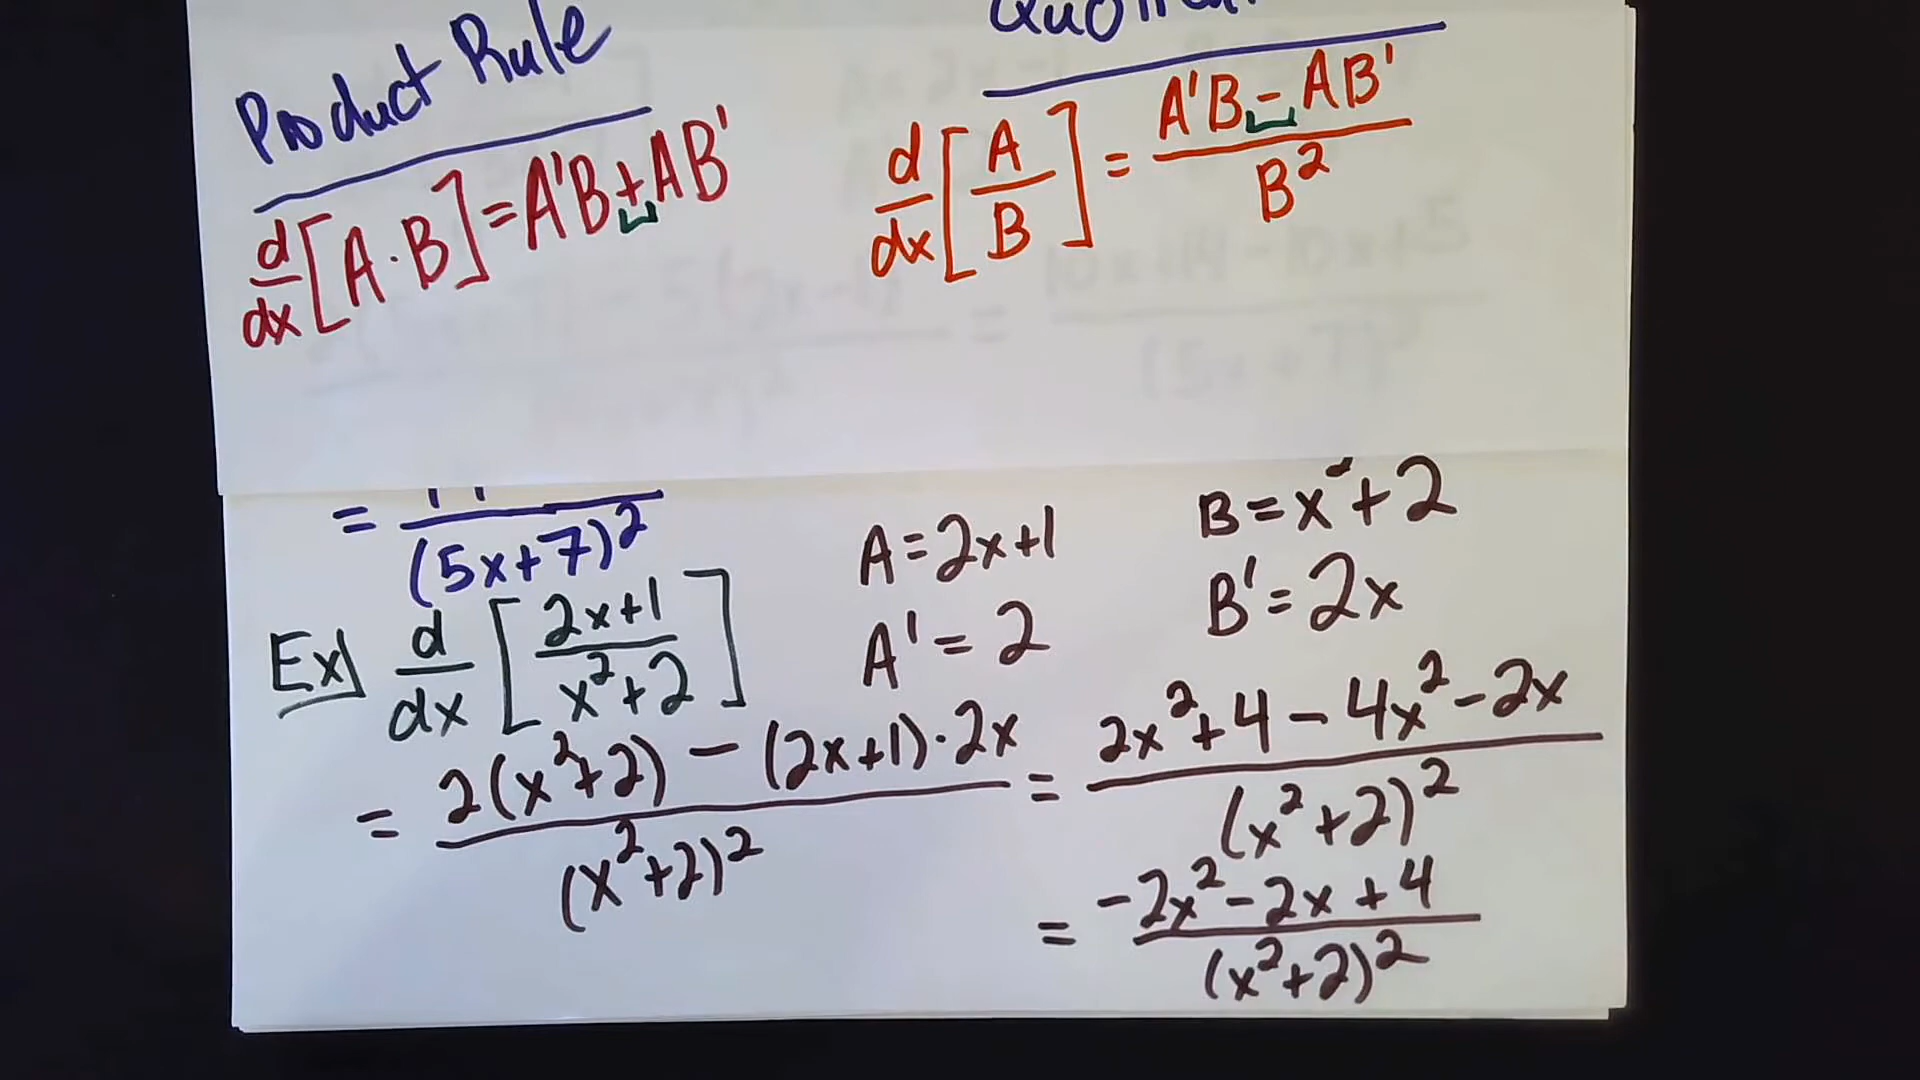 Product Rule
d/dx [A·B] = A'B + AB'
d/dx [A/B] = (A'B - AB')/B²
= /(5x+7)²
A = 2x+1
A' = 2
B = x²+2
B' = 2x
Ex) d/dx [(2x+1)/(x²+2)]
= (2(x²+2) - (2x+1)·2x)/(x²+2)² = (2x²+4 - 4x² - 2x)/(x²+2)²
= (-2x² - 2x + 4)/(x²+2)²